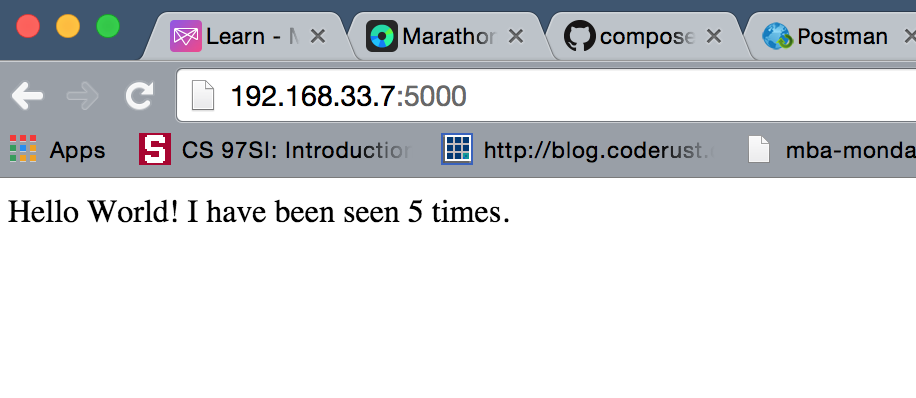 Learn - M Marathon compose Postman
192.168.33.7:5000
Apps CS 97SI: Introduction http://blog.coderust. mba-monda
Hello World! I have been seen 5 times.